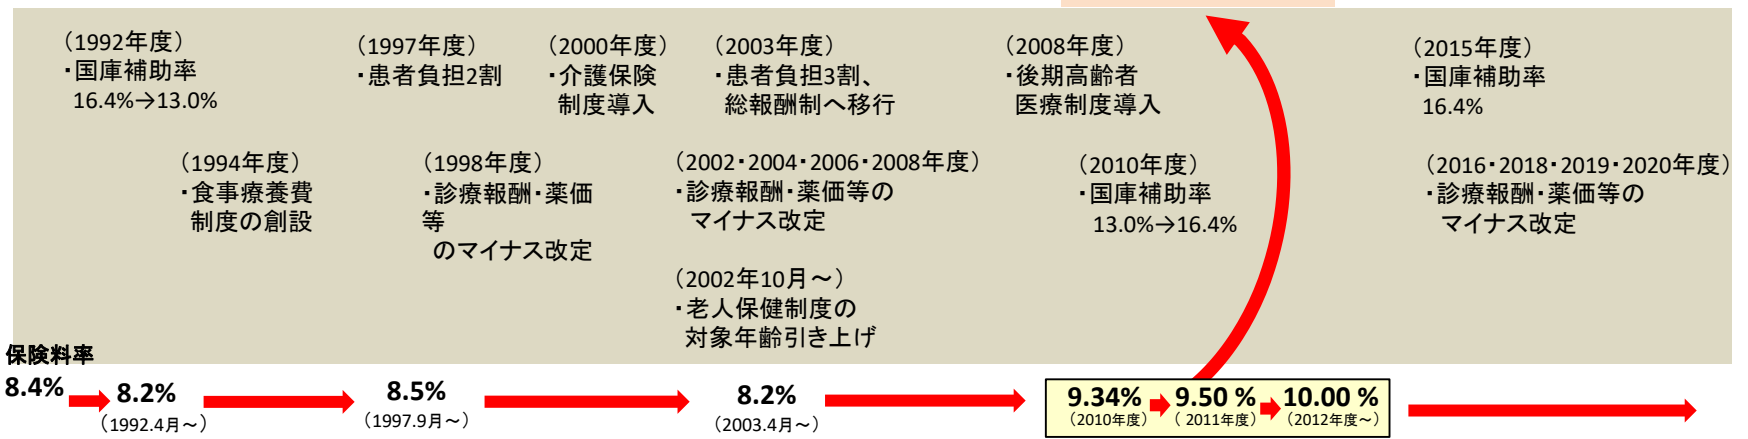 （1992年度）
・国庫補助率
16.4%→13.0%
（1997年度）
・患者負担2割
（2000年度）
・介護保険
制度導入
（2003年度）
・患者負担3割、
総報酬制へ移行
（2008年度）
・後期高齢者
医療制度導入
（2015年度）
・国庫補助率
16.4%
（1994年度）
・食事療養費
制度の創設
（1998年度）
・診療報酬・薬価
等
のマイナス改定
（2002・2004・2006・2008年度）
・診療報酬・薬価等の
マイナス改定
（2010年度）
・国庫補助率
13.0%→16.4%
（2016・2018・2019・2020年度）
・診療報酬・薬価等の
マイナス改定
（2002年10月～）
・老人保健制度の
対象年齢引き上げ
保険料率
8.4%
8.2%
（1992.4月～）
8.5%
（1997.9月～）
8.2%
（2003.4月～）
9.34%
（2010年度）
9.50 %
（ 2011年度）
10.00 %
（2012年度～）